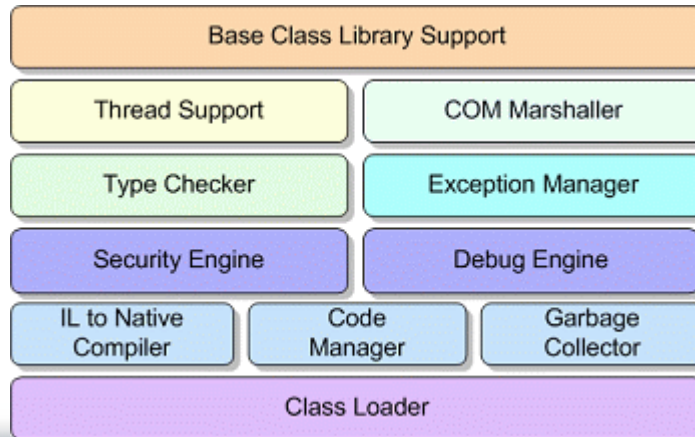 Base Class Library Support
Thread Support
COM Marshaller
Type Checker
Exception Manager
Security Engine
Debug Engine
IL to Native
Compiler
Code
Manager
Garbage
Collector
Class Loader